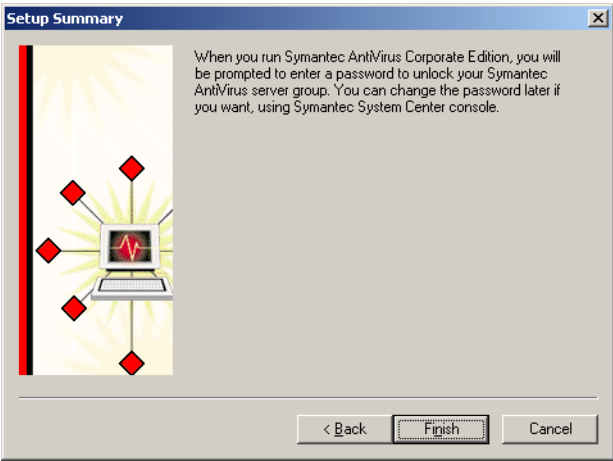 Setup Summary
When you run Symantec AntiVirus Corporate Edition, you will
be prompted to enter a password to unlock your Symantec
AntiVirus server group. You can change the password later if
you want, using Symantec System Center console.
< Back
Finish
Cancel